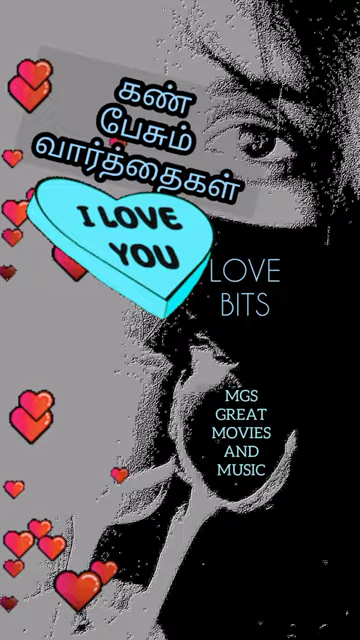 கண்
பேசும்
வார்த்தைகள்
I LOVE
YOU
LOVE
BITS
MGS
GREAT
MOVIES
AND
MUSIC